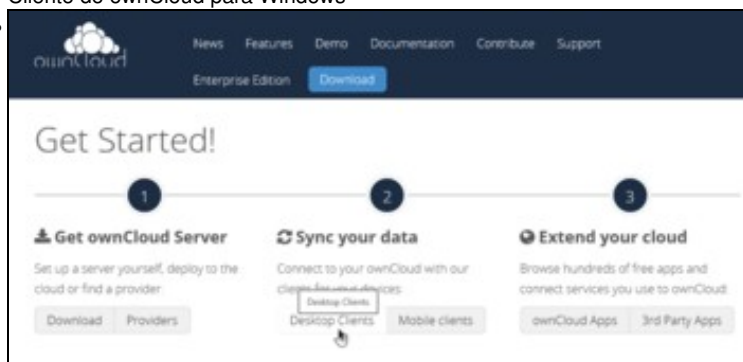 Cliente de ownCloud para Windows
ownCloud
News Features Demo Documentation Contribute Support
Enterprise Edition Download
Get Started!
1 2 3
Get ownCloud Server
Set up a server yourself, deploy to the
cloud or find a provider:
Download Providers
Sync your data
Connect to your ownCloud with our
clients for your devices:
Desktop Clients
Desktop Clients Mobile clients
Extend your cloud
Browse hundreds of free apps and
connect services you use to ownCloud:
ownCloud Apps 3rd Party Apps